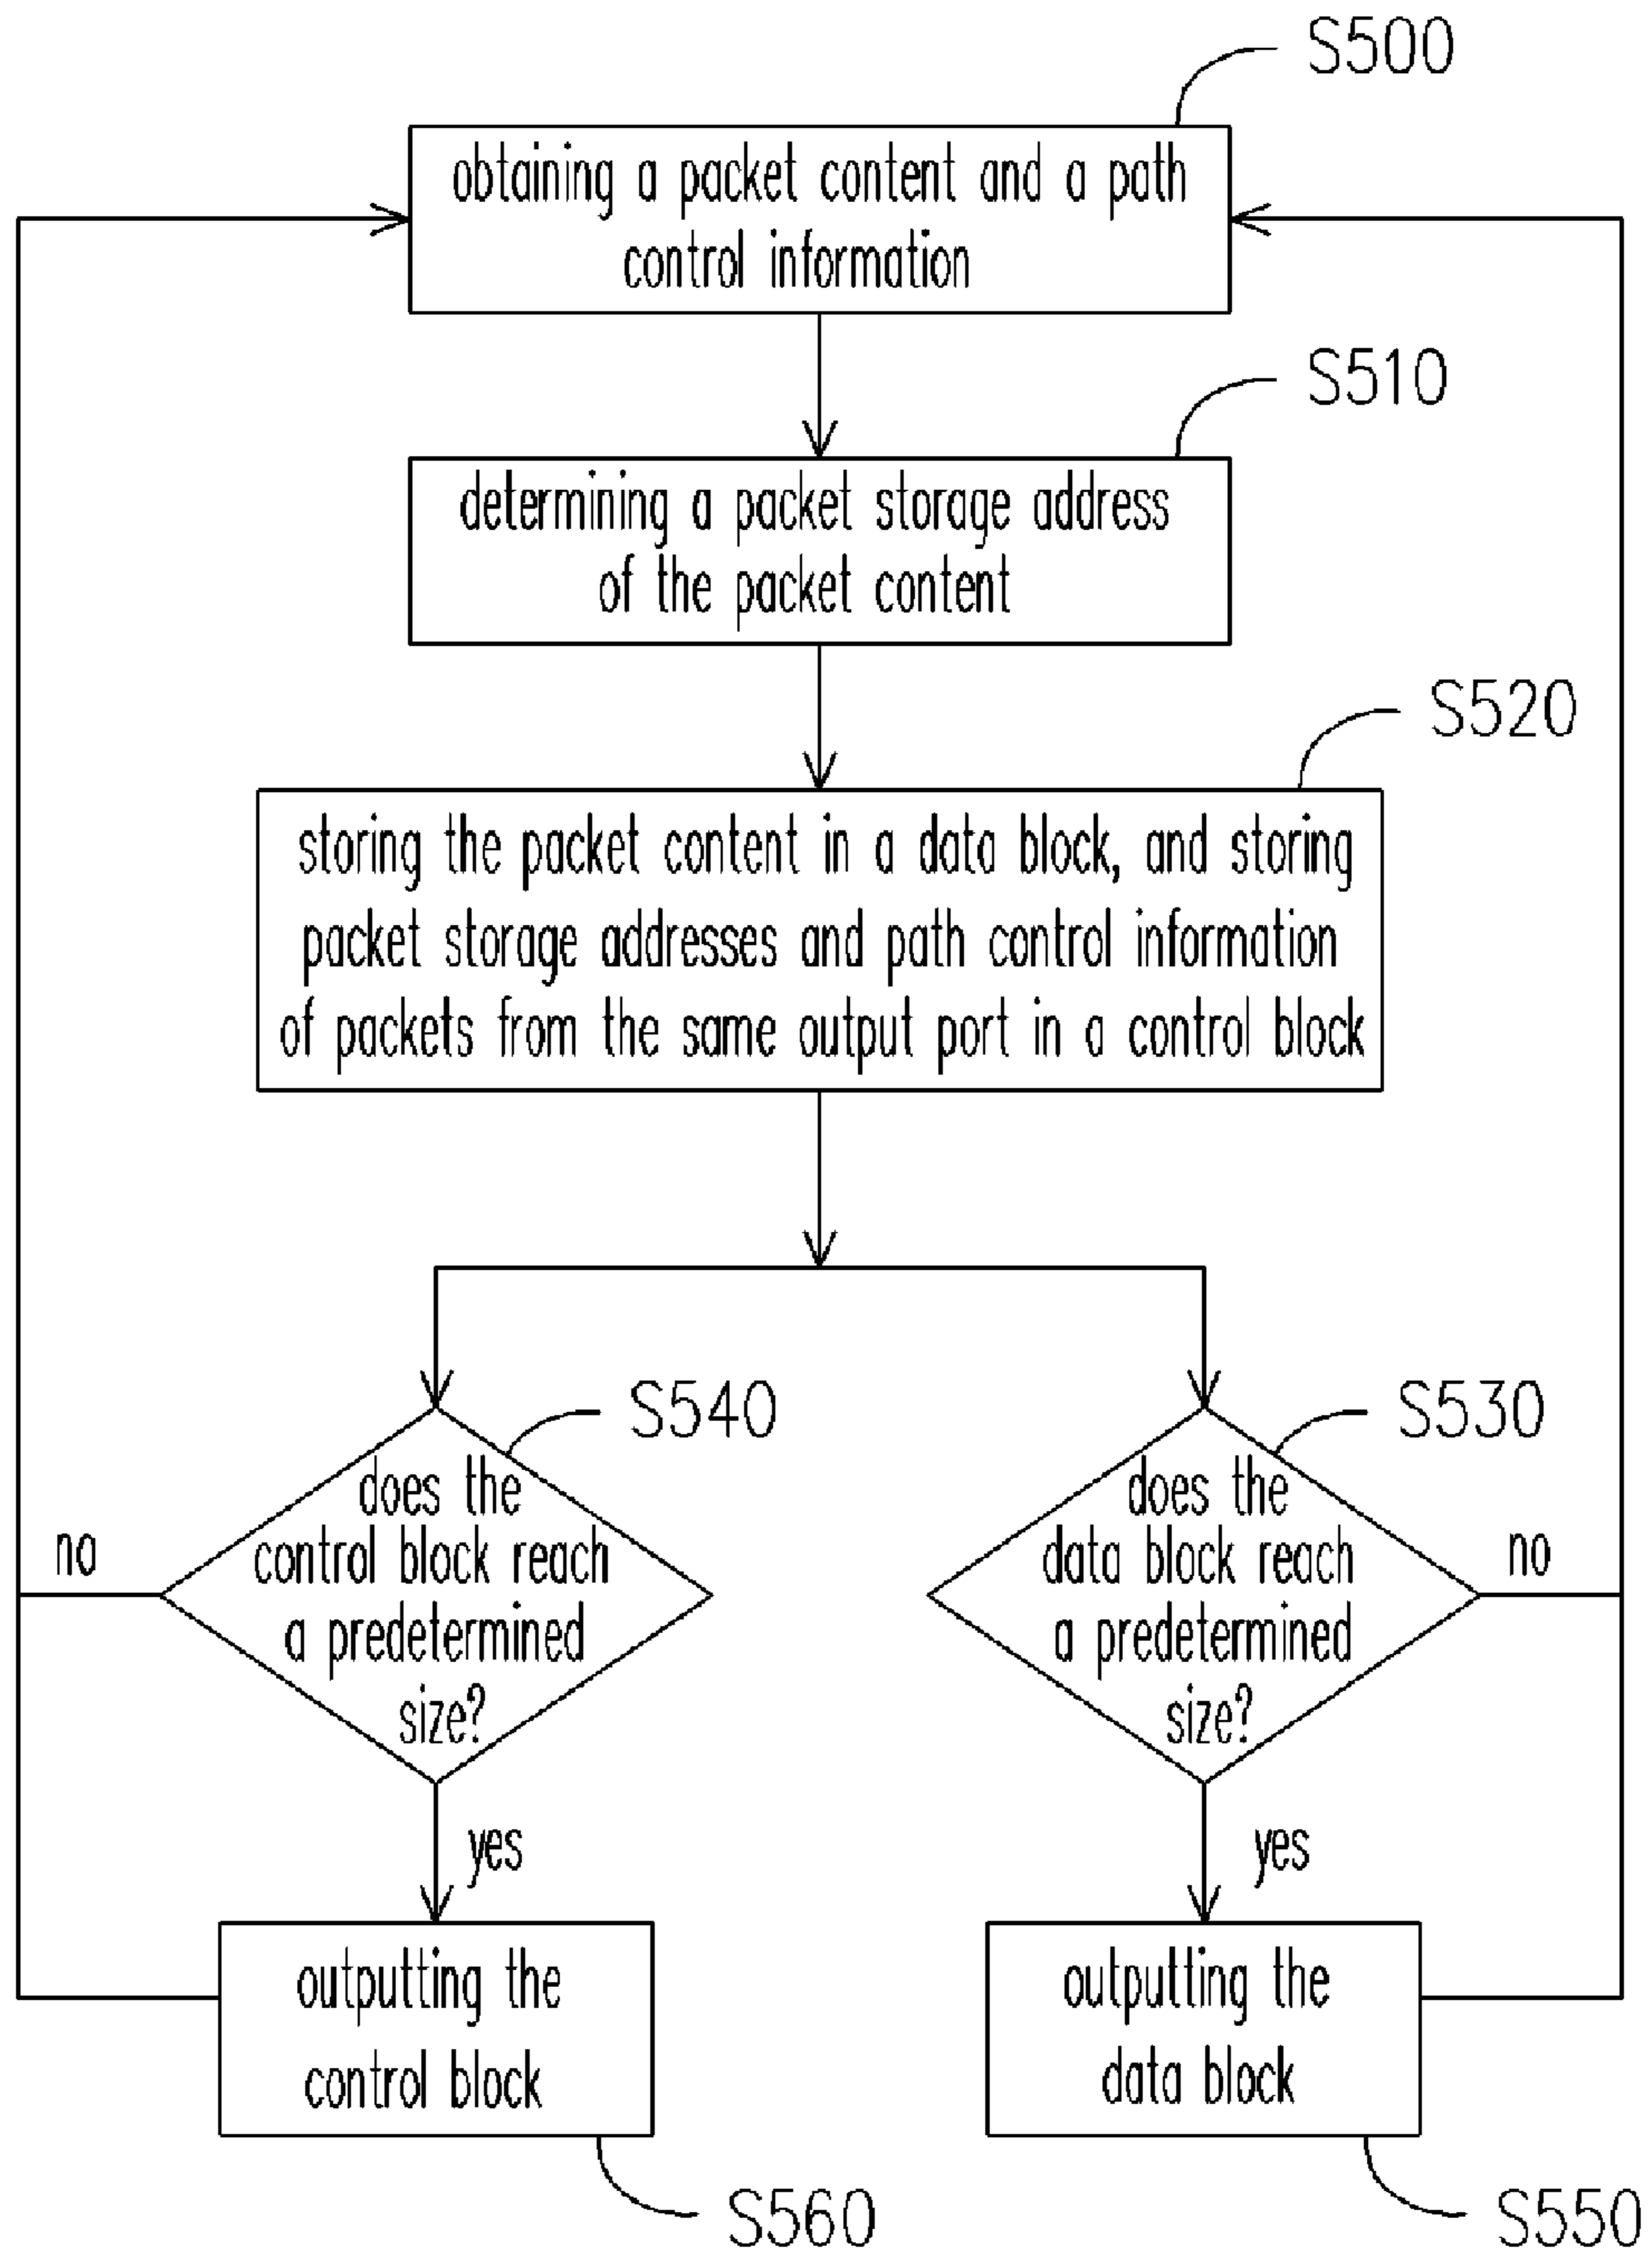 S500
obtaining a packet content and a path
control information
S510
determining a packet storage address
of the packet content
S520
storing the packet content in a data block, and storing
packet storage addresses and path control information
of packets from the same output port in a control block
S540
does the
control block reach
a predetermined
size?
no
yes
S530
does the
data block reach
a predetermined
size?
no
yes
outputting the
control block
S560
outputting the
data block
S550